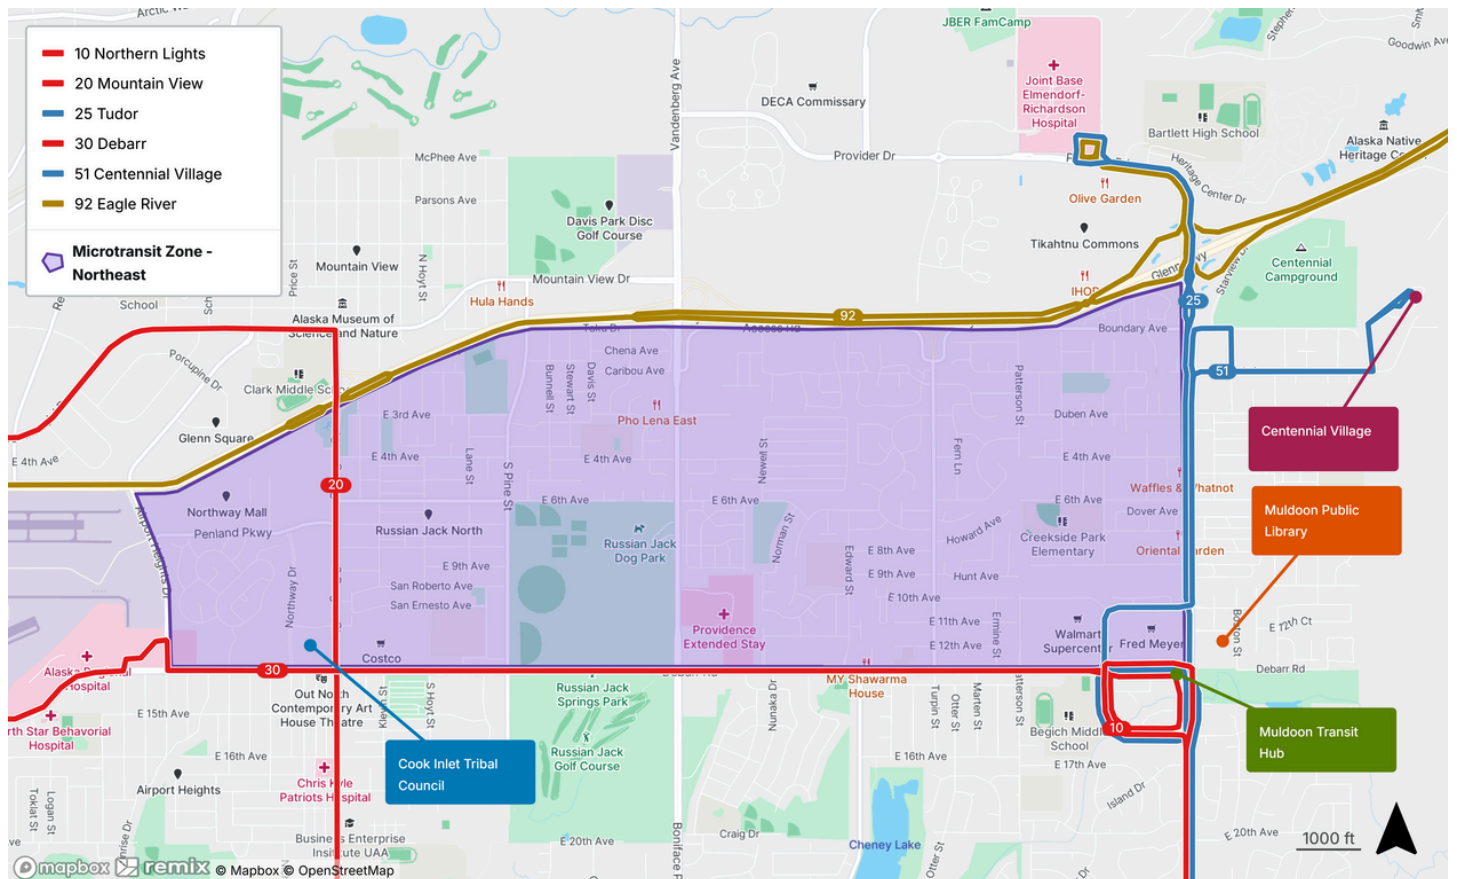 10 Northern Lights
20 Mountain View
25 Tudor
30 Debarr
51 Centennial Village
92 Eagle River
Microtransit Zone -
Northeast
JBER FamCamp
Goodwin Ave
Joint Base
Elmendorf-
Richardson
Hospital
DECA Commissary
Vandenberg Ave
Bartlett High School
Alaska Native
McPhee Ave
Provider Dr
Heritage Center Dr
Parsons Ave
Olive Garden
Davis Park Disc
Golf Course
Tikahtnu Commons
Mountain View
Price St
N Hoyt St
Mountain View Dr
Centennial
Campground
School
Hula Hands
Alaska Museum of
Science and Nature
92
25
Boundary Ave
Chena Ave
Caribou Ave
Porcupine Dr
51
Bunnell St
Stewart St
Davis St
Patterson St
E 3rd Ave
Pho Lena East
Duben Ave
Glenn Square
Centennial Village
E 4th Ave
E 4th Ave
E 4th Ave
E 4th Ave
Lane St
S Pine St
Newell St
Fern Ln
20
Northway Mall
E 6th Ave
E 6th Ave
E 6th Ave
Dover Ave
Muldoon Public
Library
Russian Jack North
Penland Pkwy
Airport Heights Dr
Russian Jack
Dog Park
Norman St
Howard Ave
Creekside Park
Elementary
E 8th Ave
Edward St
E 9th Ave
E 9th Ave
Hunt Ave
San Roberto Ave
San Ernesto Ave
E 10th Ave
Northway Dr
Providence
Extended Stay
E 11th Ave
E 12th Ave
Ermine St
Walmart
Supercenter
Fred Meyer
Boston St
E 12th Ct
Costco
Debarr Rd
30
Alaska Regional
Hospital
Out North
Contemporary Art
House Theatre
Klevin St
S Hoyt St
Russian Jack
Springs Park
MY Shawarma
House
Nunaka Dr
Turpin St
Otter St
Marten St
E 15th Ave
10
Begich Middle
School
Muldoon Transit
Hub
Cook Inlet Tribal
Council
E 16th Ave
E 16th Ave
E 17th Ave
Russian Jack
Golf Course
Airport Heights
Chris Kyle
Patriots Hospital
Toklat St
Logan St
Island Dr
Business Enterprise
Institute UAA
E 20th Ave
E 20th Ave
Craig Dr
Cheney Lake
Otter St
1000 ft
mapbox remix © Mapbox © OpenStreetMap